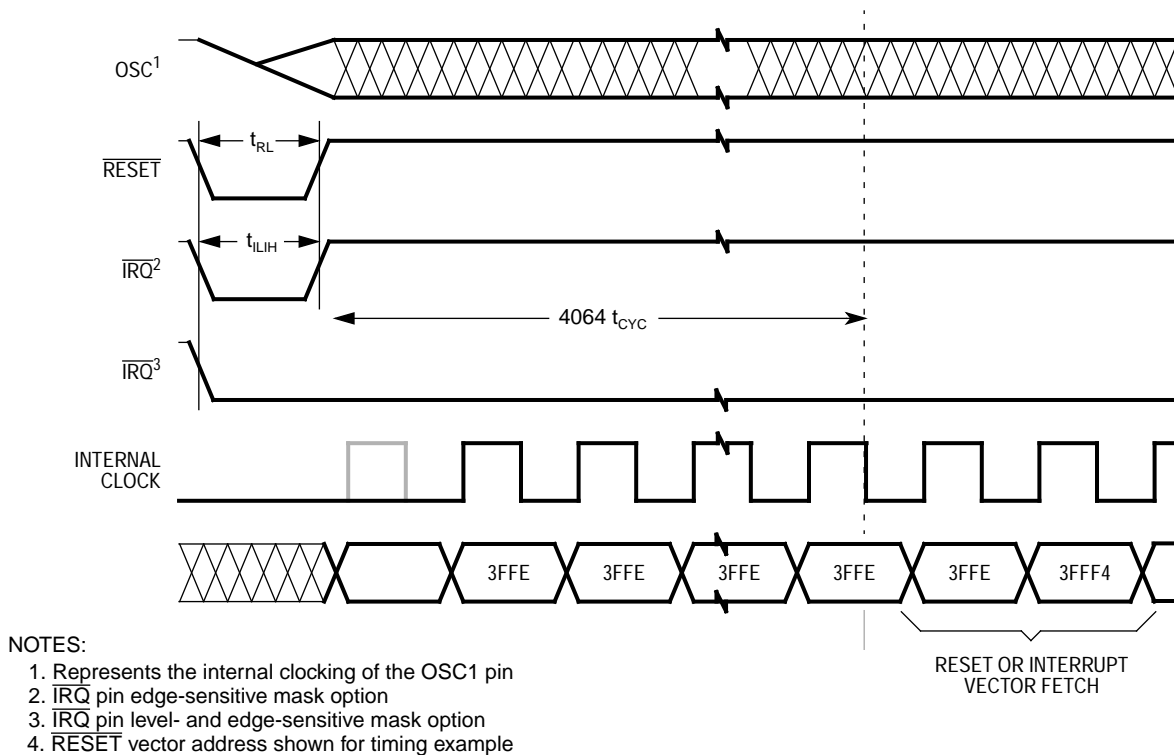 OSC1
tRL
RESET
tILIH
IRQ2
4064 tCYC
IRQ3
INTERNAL
CLOCK
3FFE 3FFE 3FFE 3FFE 3FFE 3FFF4
RESET OR INTERRUPT
VECTOR FETCH
NOTES:
1. Represents the internal clocking of the OSC1 pin
2. IRQ pin edge-sensitive mask option
3. IRQ pin level- and edge-sensitive mask option
4. RESET vector address shown for timing example